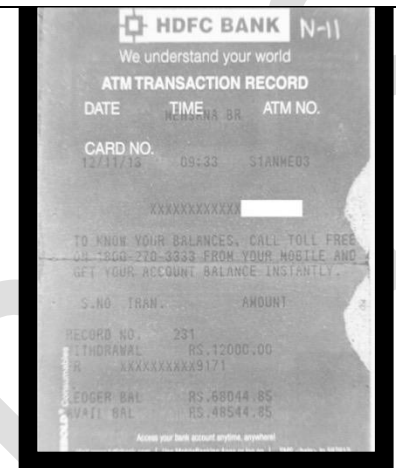 HDFC BANK N-11
We understand your world
ATM TRANSACTION RECORD
DATE TIME ATM NO.
MEHSANA BR
CARD NO.
12/11/13 09:33 S1ANME03
XXXXXXXXXXXX
TO KNOW YOUR BALANCES, CALL TOLL FREE
ON 1800-270-3333 FROM YOUR MOBILE AND
GET YOUR ACCOUNT BALANCE INSTANTLY.
S.NO TRAN. AMOUNT
RECORD NO. 231
WITHDRAWAL RS.12000.00
R XXXXXXXXXX9171
LEDGER BAL RS.68044.85
AVAIL BAL RS.48544.85
Consumables
Access your bank account anytime, anywhere!